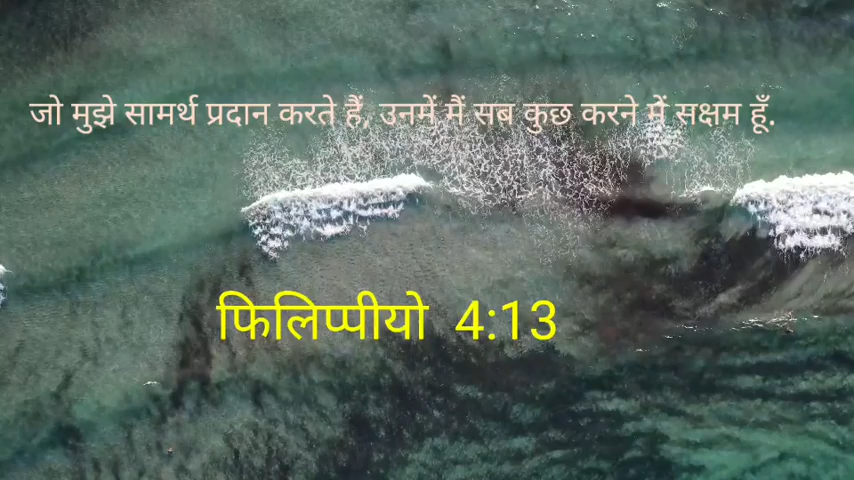 जो मुझे सामर्थ प्रदान करते हैं, उनमें मैं सब कुछ करने में सक्षम हूँ.
फिलिप्पीयो 4:13